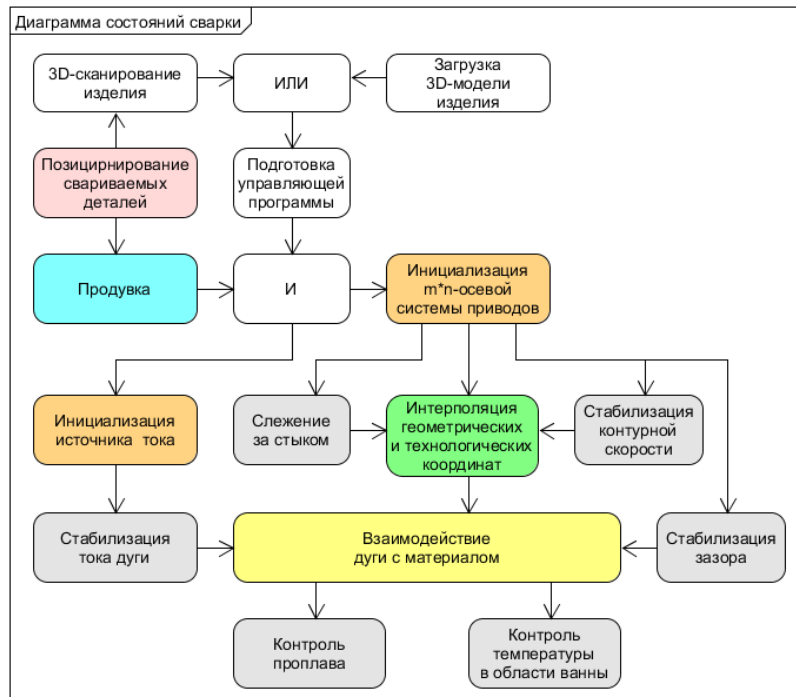 Диаграмма состояний сварки
3D-сканирование
изделия
ИЛИ
Загрузка
3D-модели
изделия
Позицирнирование
свариваемых
деталей
Подготовка
управляющей
программы
Продувка
И
Инициализация
m*n-осевой
системы приводов
Инициализация
источника тока
Слежение
за стыком
Интерполяция
геометрических
и технологических
координат
Стабилизация
контурной
скорости
Стабилизация
тока дуги
Взаимодействие
дуги с материалом
Стабилизация
зазора
Контроль
проплава
Контроль
температуры
в области ванны